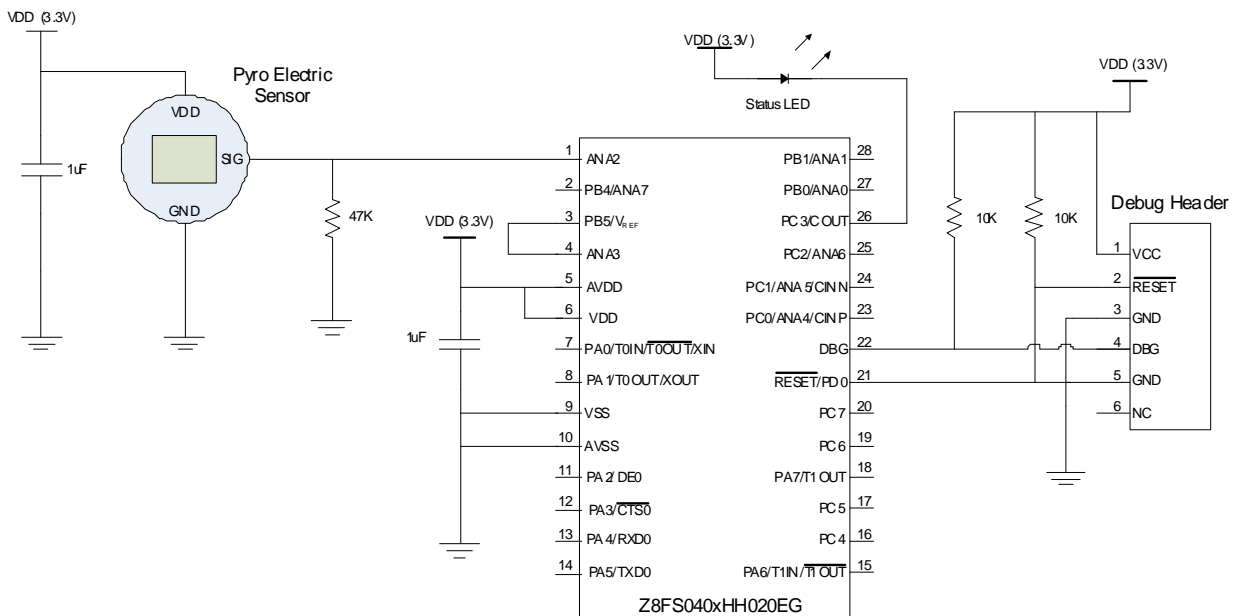 VDD (3.3V)
Pyro Electric
Sensor
VDD
SIG
GND
1uF
47K
VDD (3.3V)
1uF
VDD (3.3V)
Status LED
VDD (3.3V)
10K
10K
Debug Header
1 VCC
2 RESET
3 GND
4 DBG
5 GND
6 NC
1 ANA2
2 PB4/ANA7
3 PB5/VREF
4 ANA3
5 AVDD
6 VDD
7 PA0/T0IN/T0OUT/XIN
8 PA1/T0OUT/XOUT
9 VSS
10 AVSS
11 PA2/DE0
12 PA3/CTS0
13 PA4/RXD0
14 PA5/TXD0
PB1/ANA1 28
PB0/ANA0 27
PC3/COUT 26
PC2/ANA6 25
PC1/ANA5/CINN 24
PC0/ANA4/CINP 23
DBG 22
RESET/PD0 21
PC7 20
PC6 19
PA7/T1OUT 18
PC5 17
PC4 16
PA6/T1IN/T1OUT 15
Z8FS040xHH020EG